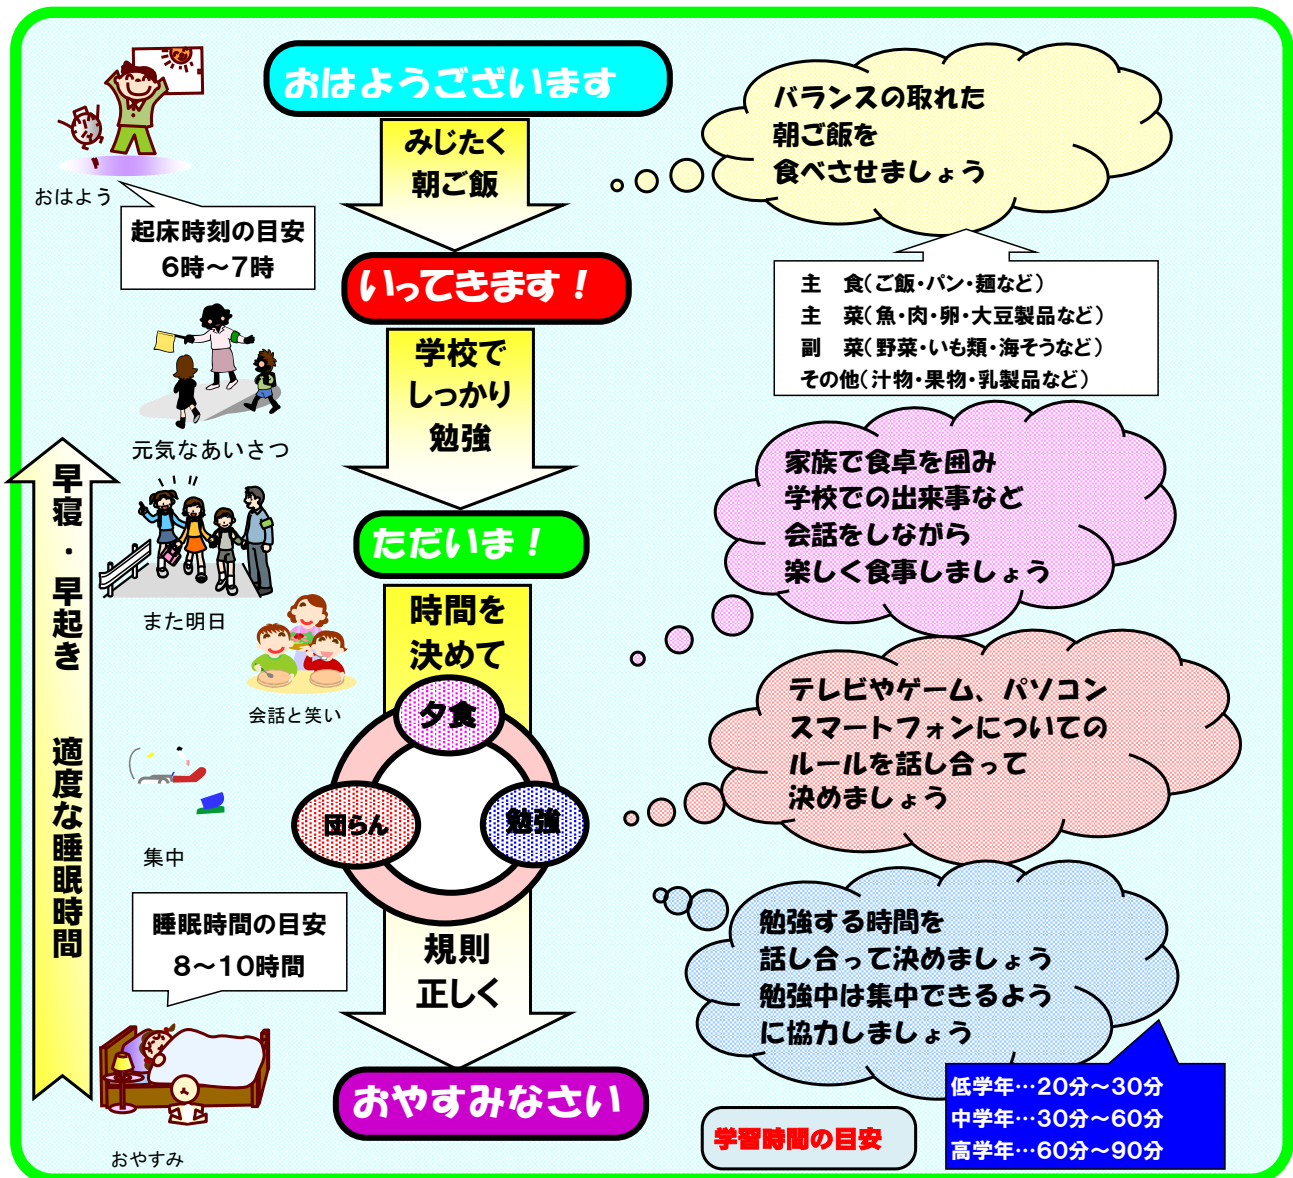 おはようございます
みじたく
朝ご飯
おはよう
起床時刻の目安
6時～7時
バランスの取れた
朝ご飯を
食べさせましょう
主　食(ご飯・パン・麺など)
主　菜(魚・肉・卵・大豆製品など)
副　菜(野菜・いも類・海そうなど)
その他(汁物・果物・乳製品など)
いってきます！
学校で
しっかり
勉強
元気なあいさつ
ただいま！
また明日
家族で食卓を囲み
学校での出来事など
会話をしながら
楽しく食事しましょう
時間を
決めて
会話と笑い
夕食
団らん
勉強
テレビやゲーム、パソコン
スマートフォンについての
ルールを話し合って
決めましょう
集中
早寝・早起き　適度な睡眠時間
睡眠時間の目安
8～10時間
規則
正しく
勉強する時間を
話し合って決めましょう
勉強中は集中できるよう
に協力しましょう
おやすみなさい
おやすみ
学習時間の目安
低学年…20分～30分
中学年…30分～60分
高学年…60分～90分